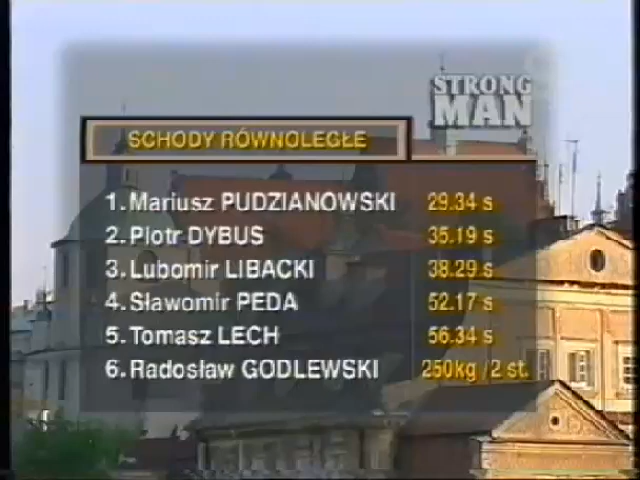 STRONG
MAN
SCHODY RÓWNOLEGŁE
1. Mariusz PUDZIANOWSKI 29.34 s
2. Piotr DYBUS 35.19 s
3. Lubomir LIBACKI 38.29 s
4. Sławomir PEDA 52.17 s
5. Tomasz LECH 56.34 s
6. Radosław GODLEWSKI 250kg /2 st.